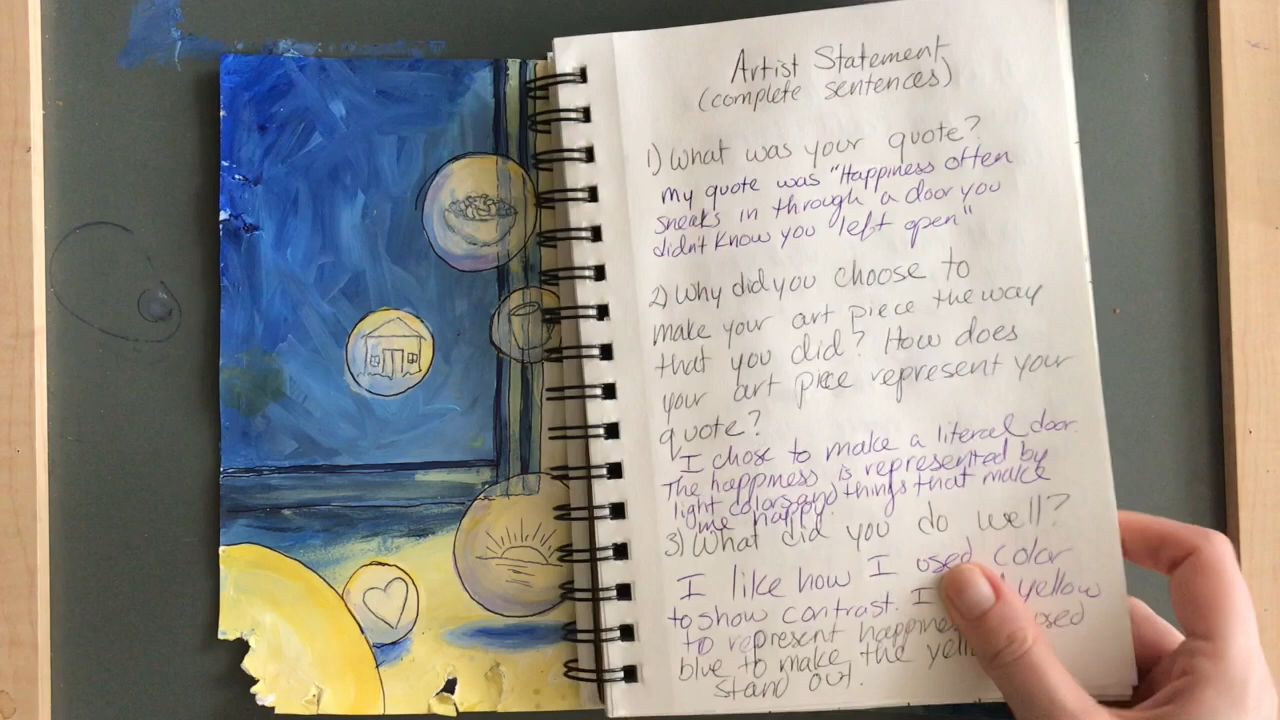 Artist Statement
(complete sentences)
1) What was your quote?
My quote was "Happiness often
sneaks in through a door you
didn't know you left open"
2) Why did you choose to
make your art piece the way
that you did? How does
your art piece represent your
quote?
I chose to make a literal door.
The happiness is represented by
light colors and things that make
me happy.
3) What did you do well?
I like how I used color
to show contrast. I yellow
to represent used
blue to make the
stand out.